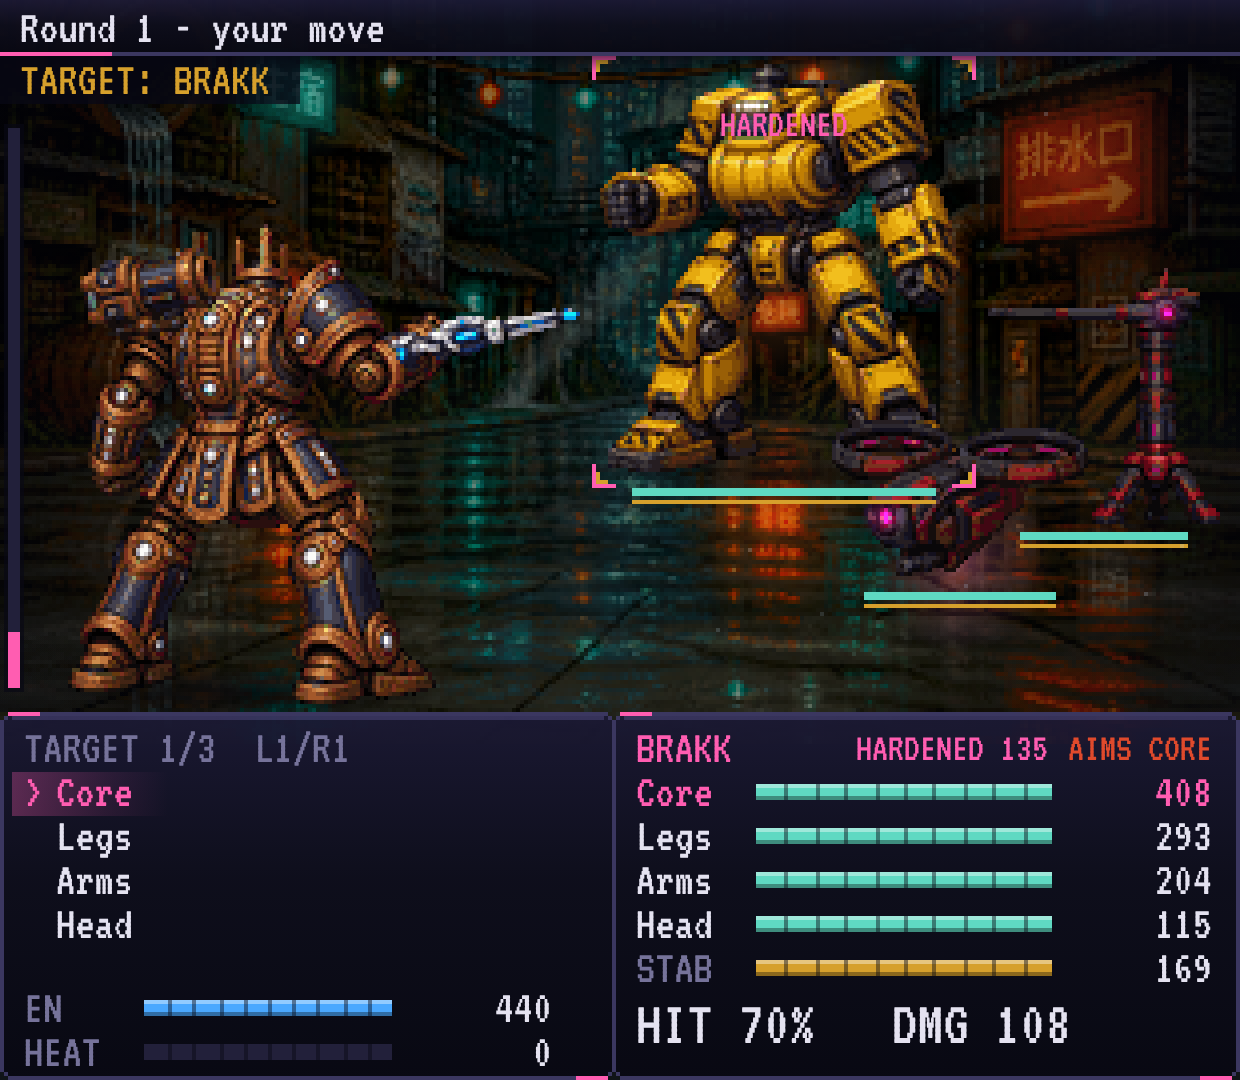 Round 1 - your move
TARGET: BRAKK
HARDENED
排水口
TARGET 1/3 L1/R1
> Core
Legs
Arms
Head
EN 440
HEAT 0
BRAKK HARDENED 135 AIMS CORE
Core 408
Legs 293
Arms 204
Head 115
STAB 169
HIT 70% DMG 108